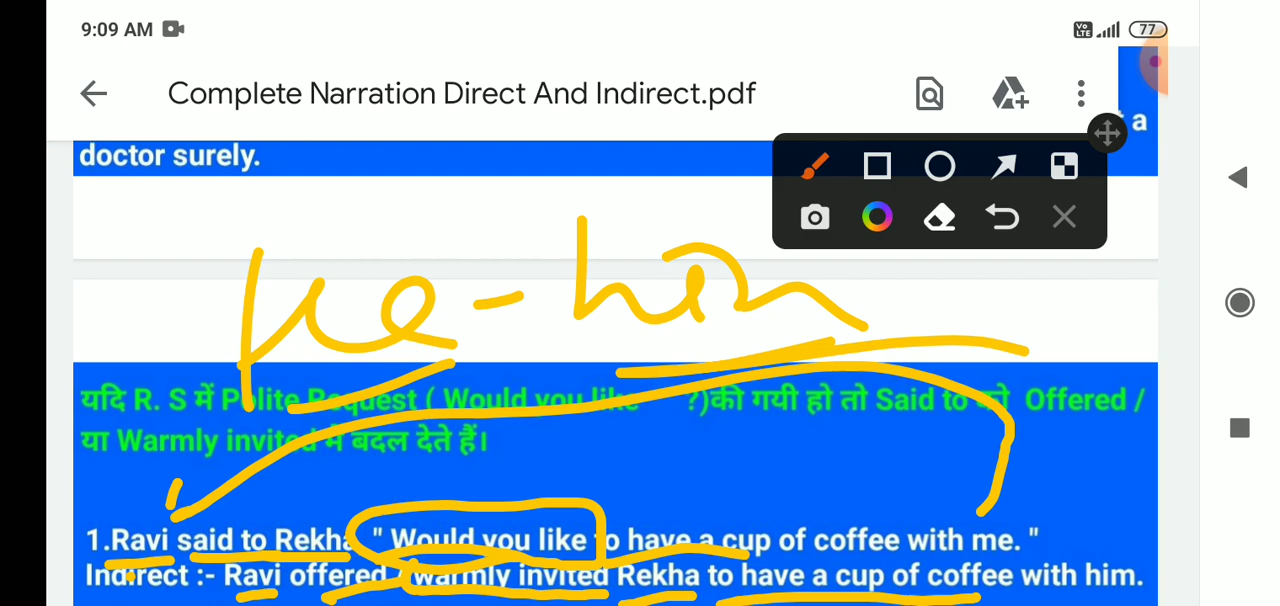 9:09 AM
Vo LTE 77
Complete Narration Direct And Indirect.pdf
a
doctor surely.
He - him
यदि R. S में Polite Request ( Would you like ?)की गयी हो तो Said to को Offered /
या Warmly invited में बदल देते हैं।
1.Ravi said to Rekha " Would you like to have a cup of coffee with me. "
Indirect :- Ravi offered / warmly invited Rekha to have a cup of coffee with him.